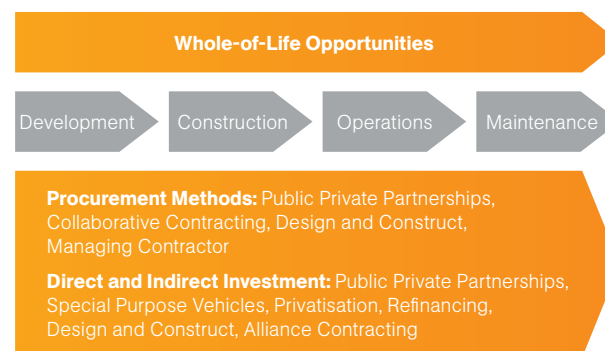 Whole-of-Life Opportunities
Development
Construction
Operations
Maintenance
Procurement Methods: Public Private Partnerships,
Collaborative Contracting, Design and Construct,
Managing Contractor
Direct and Indirect Investment: Public Private Partnerships,
Special Purpose Vehicles, Privatisation, Refinancing,
Design and Construct, Alliance Contracting